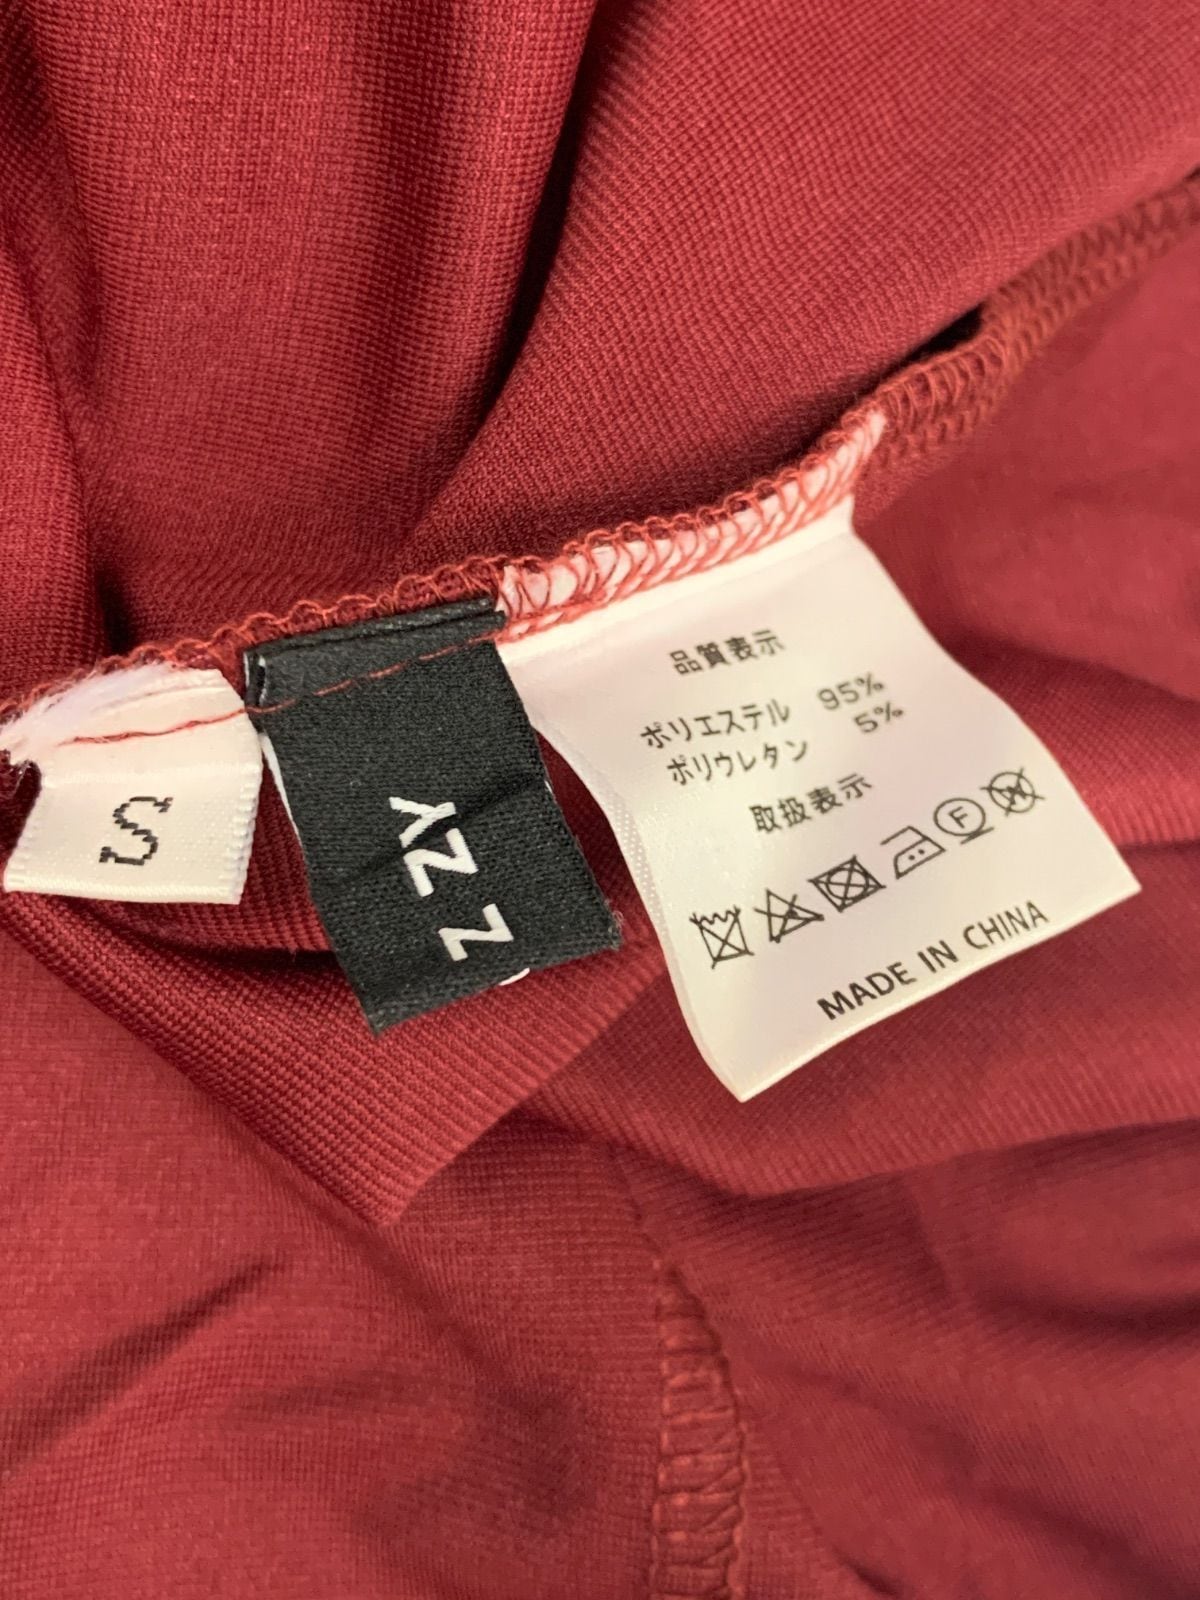 S
AZ Z
品質表示
ポリエステル 95%
ポリウレタン 5%
取扱表示
F W
MADE IN CHINA